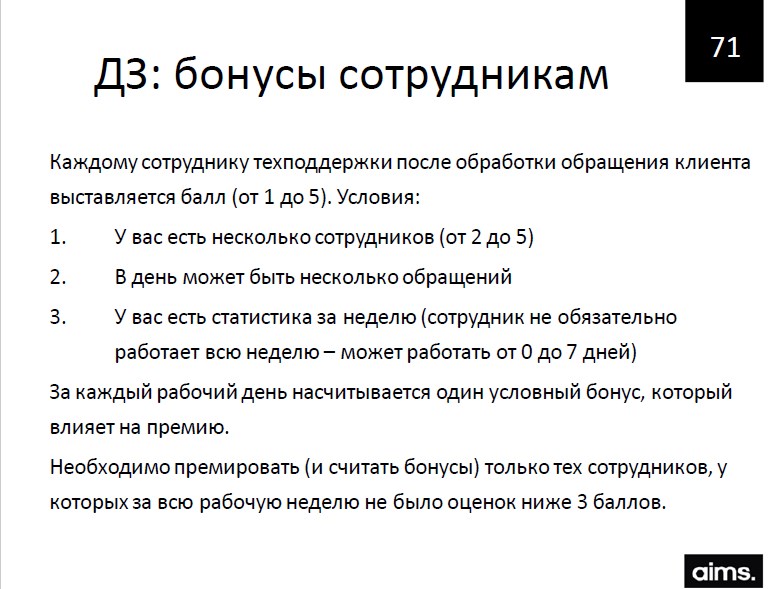 71
ДЗ: бонусы сотрудникам
Каждому сотруднику техподдержки после обработки обращения клиента
выставляется балл (от 1 до 5). Условия:
1. У вас есть несколько сотрудников (от 2 до 5)
2. В день может быть несколько обращений
3. У вас есть статистика за неделю (сотрудник не обязательно
работает всю неделю – может работать от 0 до 7 дней)
За каждый рабочий день насчитывается один условный бонус, который
влияет на премию.
Необходимо премировать (и считать бонусы) только тех сотрудников, у
которых за всю рабочую неделю не было оценок ниже 3 баллов.
aims.